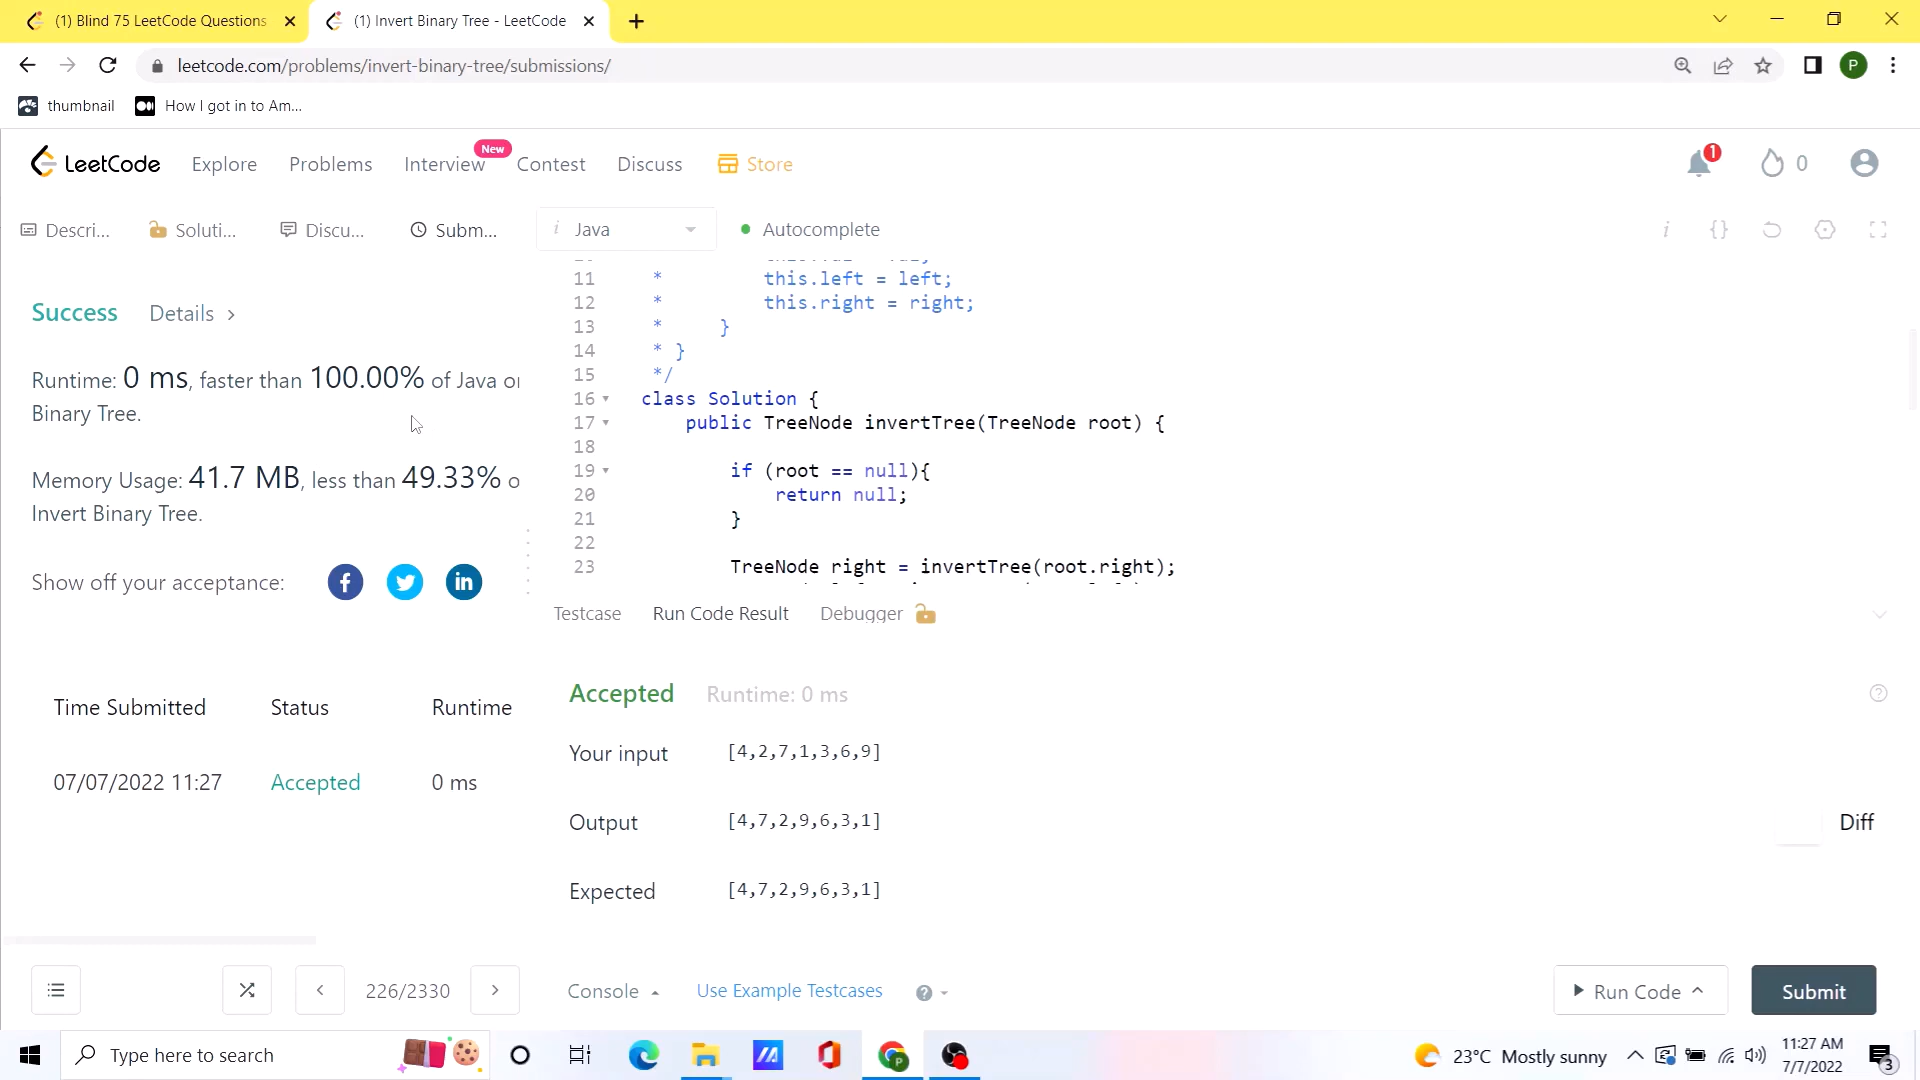 (1) Blind 75 LeetCode Questions
(1) Invert Binary Tree - LeetCode
leetcode.com/problems/invert-binary-tree/submissions/
P
thumbnail
How I got in to Am...
LeetCode
Explore
Problems
Interview
New
Contest
Discuss
Store
1
0
Descri...
Soluti...
Discu...
Subm...
i
Java
Autocomplete
i
{}
Success
Details
Runtime: 0 ms, faster than 100.00% of Java
Binary Tree.
Memory Usage: 41.7 MB, less than 49.33%
Invert Binary Tree.
Show off your acceptance:
Time Submitted
Status
Runtime
07/07/2022 11:27
Accepted
0 ms
11 * this.left = left;
12 * this.right = right;
13 * }
14 * }
15 */
16 class Solution {
17 public TreeNode invertTree(TreeNode root) {
18
19 if (root == null){
20 return null;
21 }
22
23 TreeNode right = invertTree(root.right);
Testcase
Run Code Result
Debugger
Accepted
Runtime: 0 ms
Your input
[4,2,7,1,3,6,9]
Output
[4,7,2,9,6,3,1]
Diff
Expected
[4,7,2,9,6,3,1]
226/2330
Console
Use Example Testcases
Run Code
Submit
Type here to search
23°C Mostly sunny
11:27 AM
7/7/2022
3